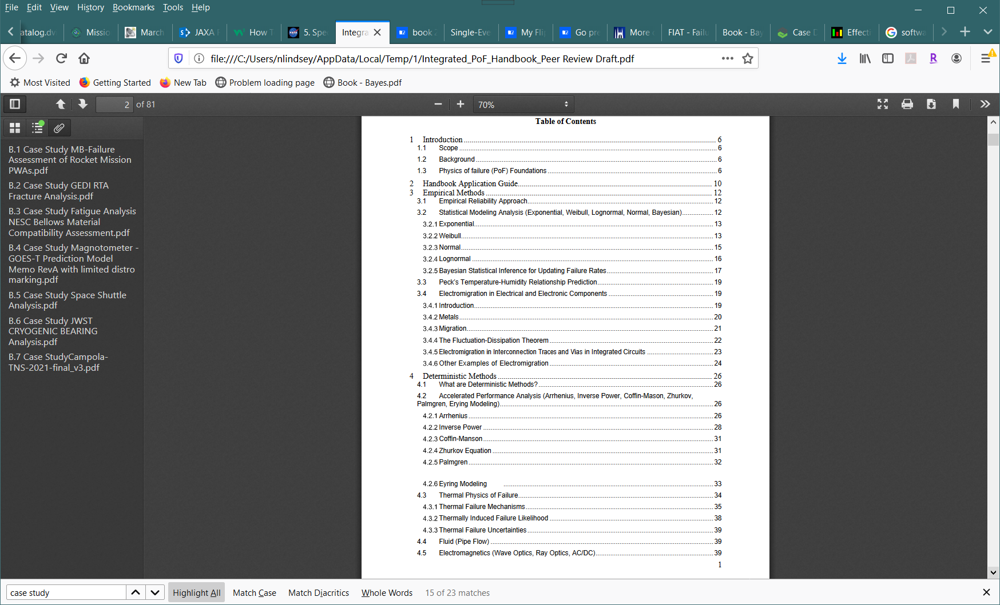 File Edit View History Bookmarks Tools Help
atalog.dv Missio March JAXA F How T 5. Spe Integra book 2 Single-Eve My Fli Go pre More FIAT - Failu Book - Bay Case Effecti softwa
file:///C:/Users/nlindsey/AppData/Local/Temp/1/Integrated_PoF_Handbook_Peer Review Draft.pdf
Most Visited Getting Started New Tab Problem loading page Book - Bayes.pdf
2 of 81 70%
B.1 Case Study MB-Failure
Assessment of Rocket Mission
PWAs.pdf
B.2 Case Study GEDI RTA
Fracture Analysis.pdf
B.3 Case Study Fatigue Analysis
NESC Bellows Material
Compatibility Assessment.pdf
B.4 Case Study Magnotometer -
GOES-T Prediction Model
Memo RevA with limited distro
marking.pdf
B.5 Case Study Space Shuttle
Analysis.pdf
B.6 Case Study JWST
CRYOGENIC BEARING
Analysis.pdf
B.7 Case StudyCampola-
TNS-2021-final_v3.pdf
Table of Contents
1 Introduction 6
1.1 Scope 6
1.2 Background 6
1.3 Physics of failure (PoF) Foundations 6
2 Handbook Application Guide 10
3 Empirical Methods 12
3.1 Empirical Reliability Approach 12
3.2 Statistical Modeling Analysis (Exponential, Weibull, Lognormal, Normal, Bayesian) 12
3.2.1 Exponential 13
3.2.2 Weibull 13
3.2.3 Normal 15
3.2.4 Lognormal 16
3.2.5 Bayesian Statistical Inference for Updating Failure Rates 17
3.3 Peck's Temperature-Humidity Relationship Prediction 19
3.4 Electromigration in Electrical and Electronic Components 19
3.4.1 Introduction 19
3.4.2 Metals 20
3.4.3 Migration 21
3.4.4 The Fluctuation-Dissipation Theorem 22
3.4.5 Electromigration in Interconnection Traces and Vias in Integrated Circuits 23
3.4.6 Other Examples of Electromigration 24
4 Deterministic Methods 26
4.1 What are Deterministic Methods? 26
4.2 Accelerated Performance Analysis (Arrhenius, Inverse Power, Coffin-Mason, Zhurkov,
Palmgren, Erying Modeling) 26
4.2.1 Arrhenius 26
4.2.2 Inverse Power 28
4.2.3 Coffin-Manson 31
4.2.4 Zhurkov Equation 31
4.2.5 Palmgren 32
4.2.6 Eyring Modeling 33
4.3 Thermal Physics of Failure 34
4.3.1 Thermal Failure Mechanisms 35
4.3.2 Thermally Induced Failure Likelihood 38
4.3.3 Thermal Failure Uncertainties 39
4.4 Fluid (Pipe Flow) 39
4.5 Electromagnetics (Wave Optics, Ray Optics, AC/DC) 39
1
case study Highlight All Match Case Match Diacritics Whole Words 15 of 23 matches